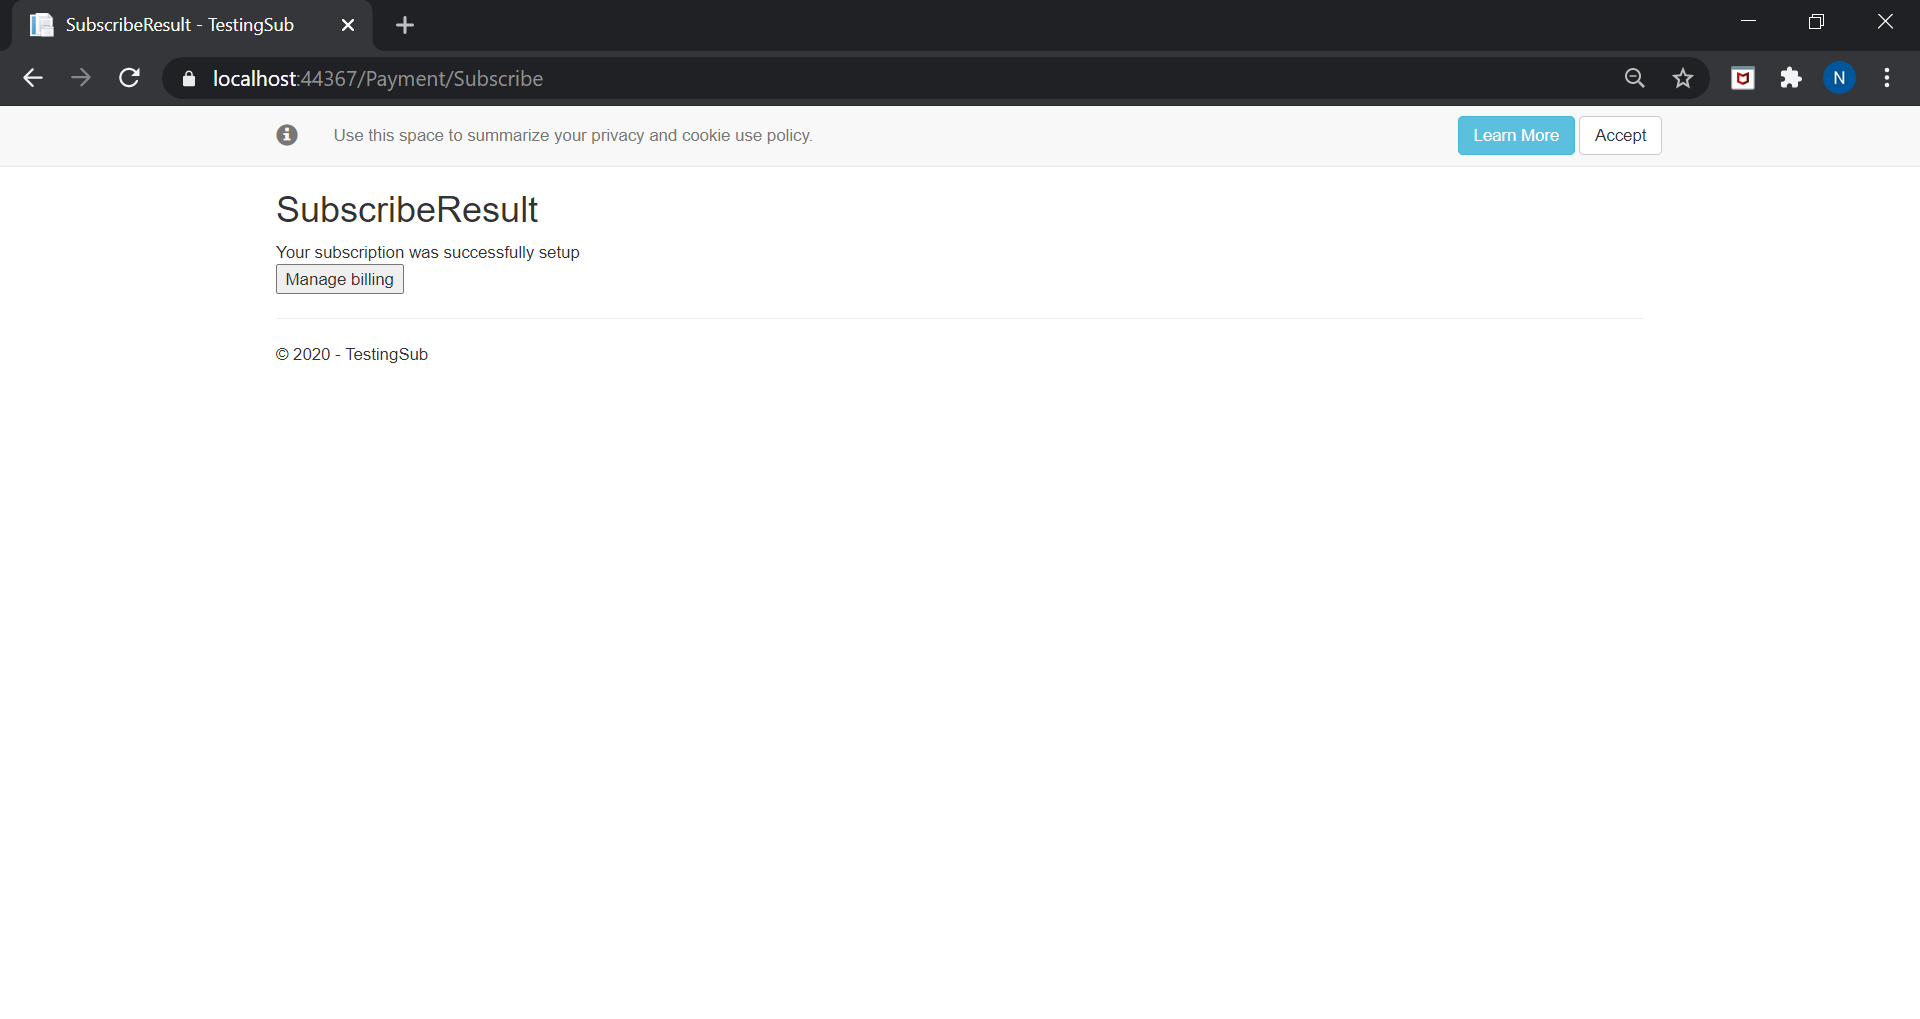 SubscribeResult - TestingSub
localhost:44367/Payment/Subscribe
N
Use this space to summarize your privacy and cookie use policy.
Learn More
Accept
SubscribeResult
Your subscription was successfully setup
Manage billing
© 2020 - TestingSub